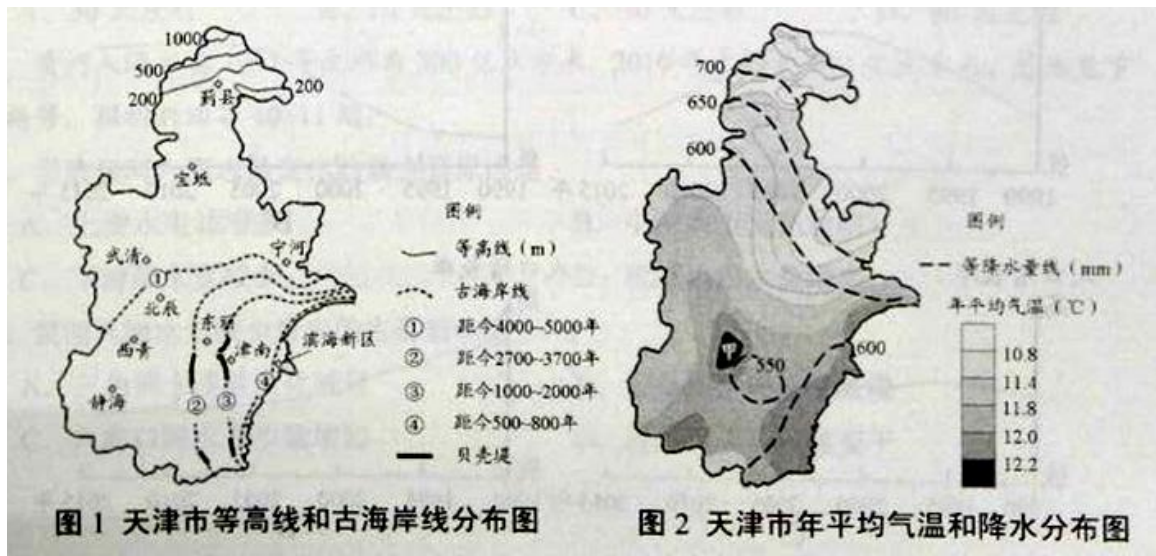 1000
500
200
200
蓟县
宝坻
武清
宁河
①
北辰
东丽
西青
津南
滨海新区
静海
②
③
④
图例
等高线（m）
古海岸线
① 距今4000~5000年
② 距今2700~3700年
③ 距今1000~2000年
④ 距今500~800年
贝壳堤
图1 天津市等高线和古海岸线分布图
700
650
600
甲
550
600
图例
等降水量线（mm）
年平均气温（℃）
10.8
11.4
11.8
12.0
12.2
图2 天津市年平均气温和降水分布图